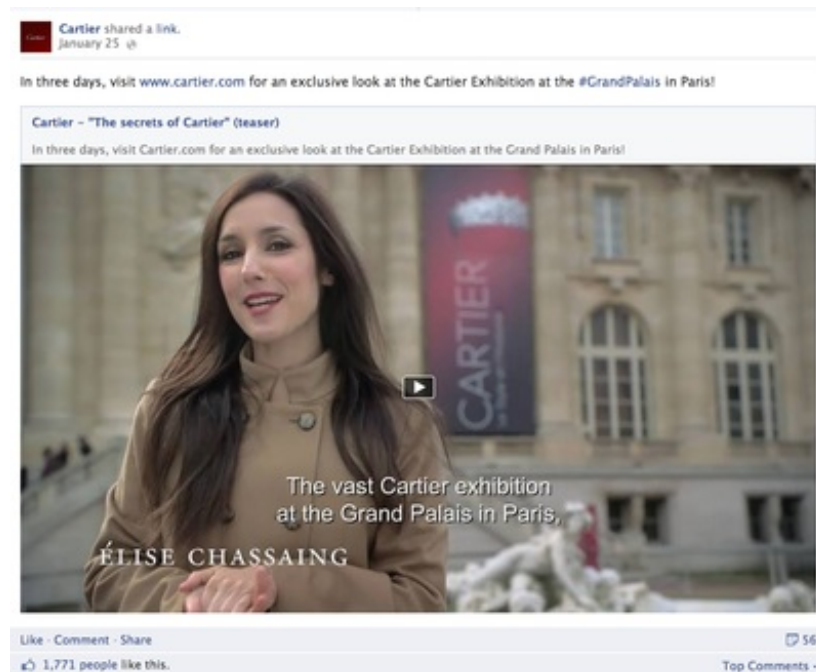 Cartier
Cartier shared a link.
January 25
In three days, visit www.cartier.com for an exclusive look at the Cartier Exhibition at the #GrandPalais in Paris!
Cartier - "The secrets of Cartier" (teaser)
In three days, visit Cartier.com for an exclusive look at the Cartier Exhibition at the Grand Palais in Paris!
CARTIER
The vast Cartier exhibition
at the Grand Palais in Paris,
ÉLISE CHASSAING
Like · Comment · Share
56
1,771 people like this.
Top Comments